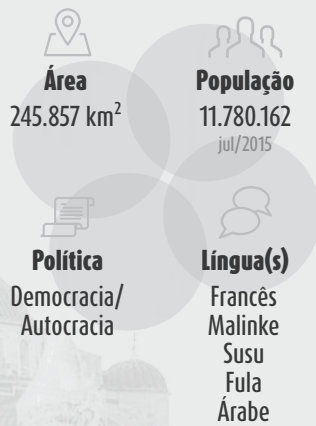 Área
245.857 km²
População
11.780.162
jul/2015
Política
Democracia/
Autocracia
Língua(s)
Francês
Malinke
Susu
Fula
Árabe